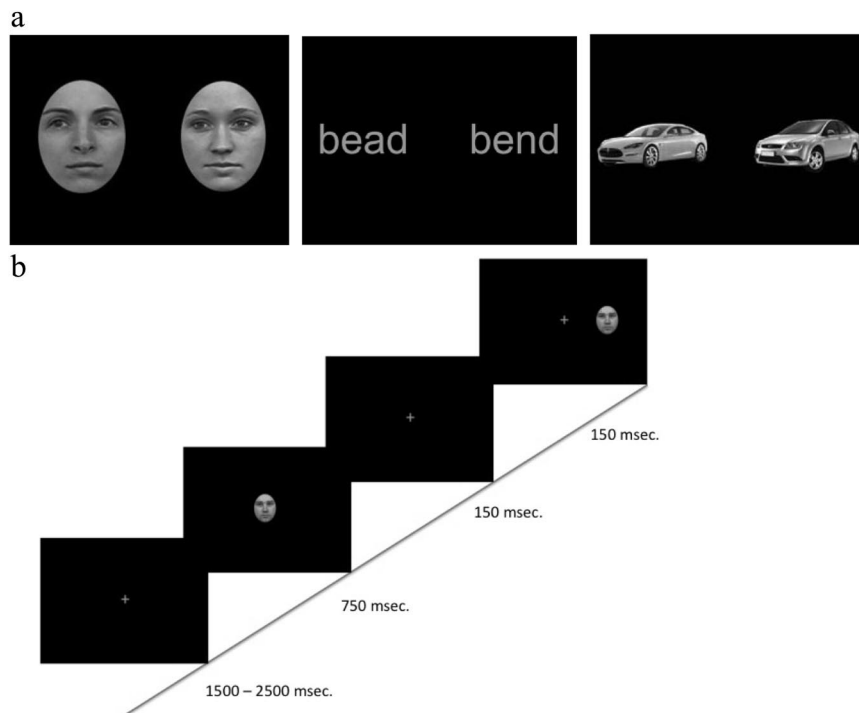 a
bead bend
b
150 msec.
150 msec.
750 msec.
1500 – 2500 msec.